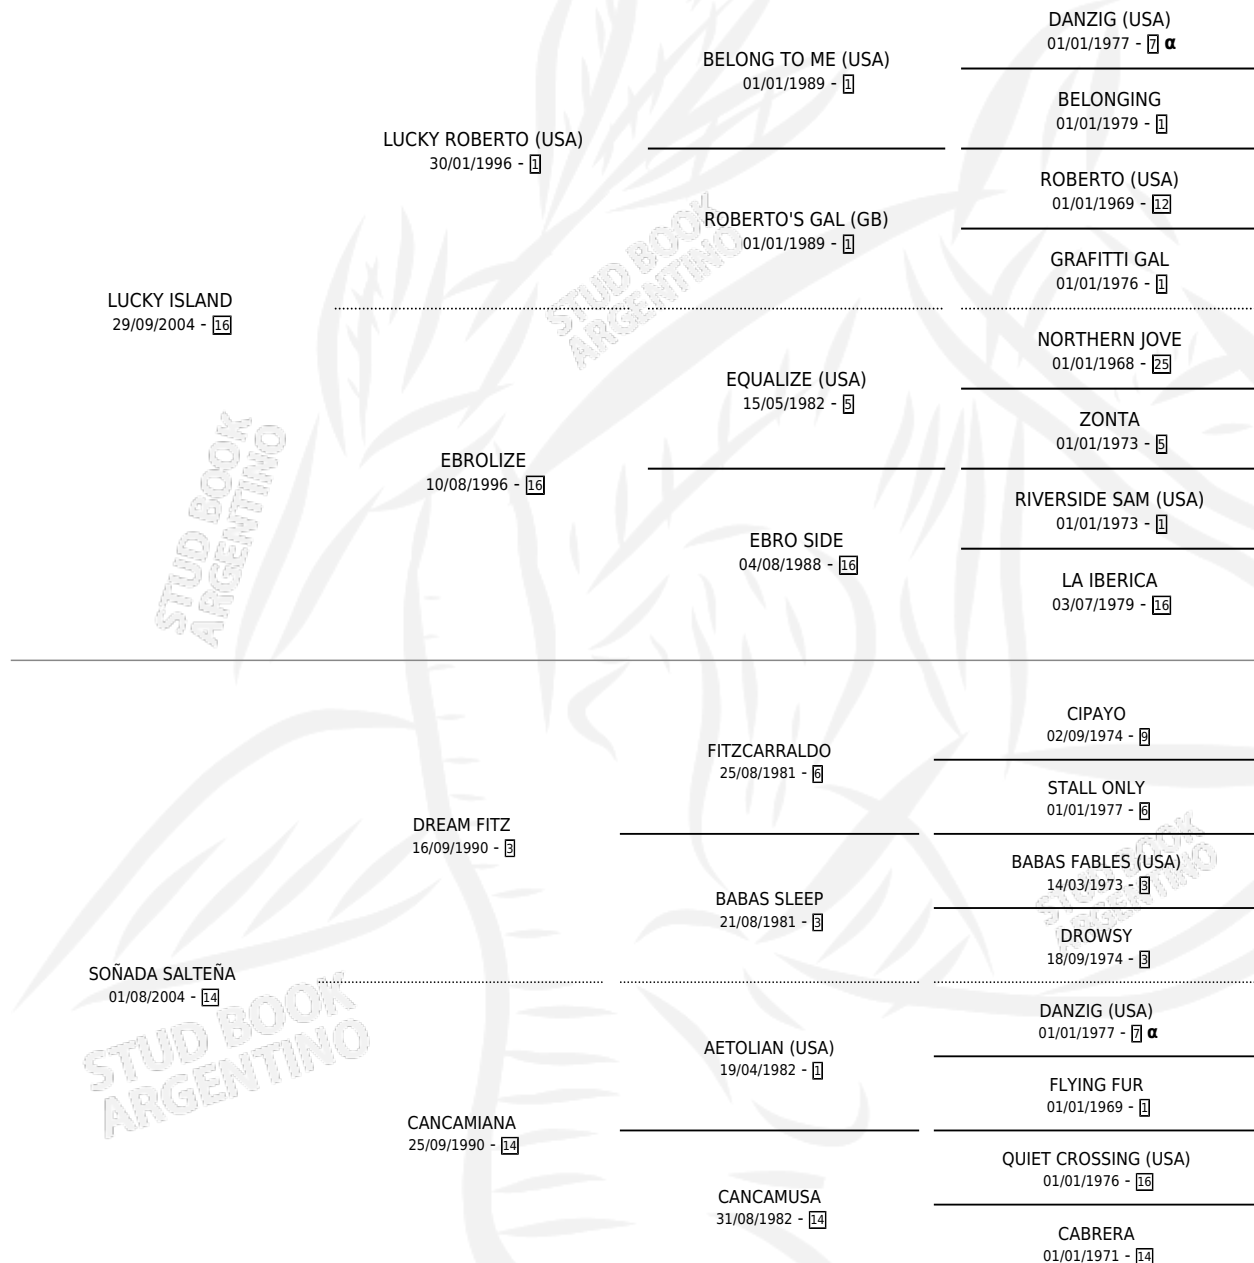 DANZIG (USA)
01/01/1977 - 7 α
BELONG TO ME (USA)
01/01/1989 - 1
BELONGING
01/01/1979 - 1
LUCKY ROBERTO (USA)
30/01/1996 - 1
ROBERTO (USA)
01/01/1969 - 12
ROBERTO'S GAL (GB)
01/01/1989 - 1
GRAFITTI GAL
01/01/1976 - 1
LUCKY ISLAND
29/09/2004 - 16
NORTHERN JOVE
01/01/1968 - 25
EQUALIZE (USA)
15/05/1982 - 5
ZONTA
01/01/1973 - 5
EBROLIZE
10/08/1996 - 16
RIVERSIDE SAM (USA)
01/01/1973 - 1
EBRO SIDE
04/08/1988 - 16
LA IBERICA
03/07/1979 - 16
CIPAYO
02/09/1974 - 9
FITZCARRALDO
25/08/1981 - 6
STALL ONLY
01/01/1977 - 6
DREAM FITZ
16/09/1990 - 3
BABAS FABLES (USA)
14/03/1973 - 3
BABAS SLEEP
21/08/1981 - 3
DROWSY
18/09/1974 - 3
SOÑADA SALTEÑA
01/08/2004 - 14
DANZIG (USA)
01/01/1977 - 7 α
AETOLIAN (USA)
19/04/1982 - 1
FLYING FUR
01/01/1969 - 1
CANCAMIANA
25/09/1990 - 14
QUIET CROSSING (USA)
01/01/1976 - 16
CANCAMUSA
31/08/1982 - 14
CABRERA
01/01/1971 - 14
STUD BOOK
ARGENTINO
STUD BOOK
ARGENTINO
STUD BOOK
ARGENTINO
STUD BOOK
ARGENTINO